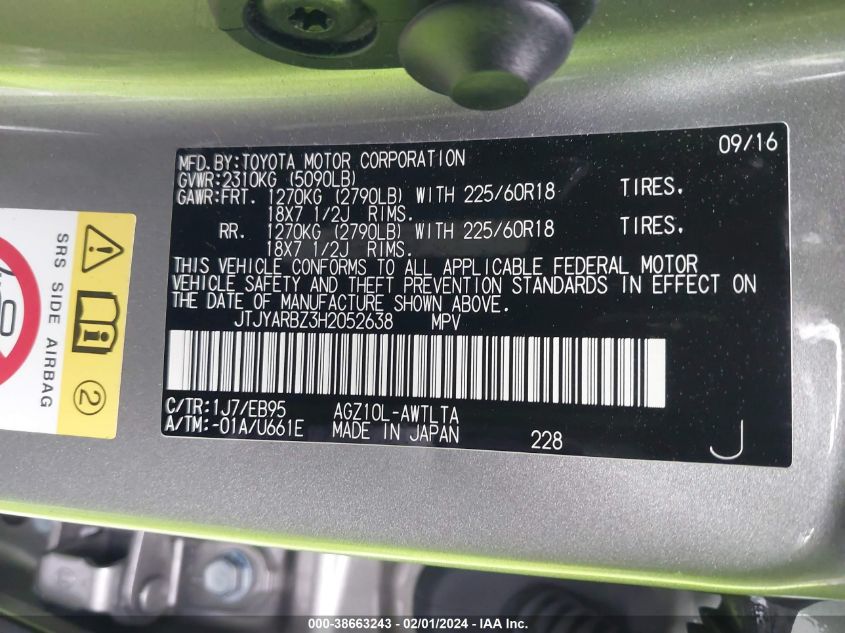 09/16
MFD.BY:TOYOTA MOTOR CORPORATION
GVWR:2310KG (5090LB)
GAWR:FRT. 1270KG (2790LB) WITH 225/60R18 TIRES.
18X7 1/2J RIMS.
RR. 1270KG (2790LB) WITH 225/60R18 TIRES.
18X7 1/2J RIMS.
THIS VEHICLE CONFORMS TO ALL APPLICABLE FEDERAL MOTOR
VEHICLE SAFETY AND THEFT PREVENTION STANDARDS IN EFFECT ON
THE DATE OF MANUFACTURE SHOWN ABOVE.
JTJYARBZ3H2052638 MPV
C/TR:1J7/EB95 AGZ10L-AWTLTA
A/TM:-01A/U661E MADE IN JAPAN 228 J
SRS SIDE AIRBAG
2
000-38663243 - 02/01/2024 - IAA Inc.